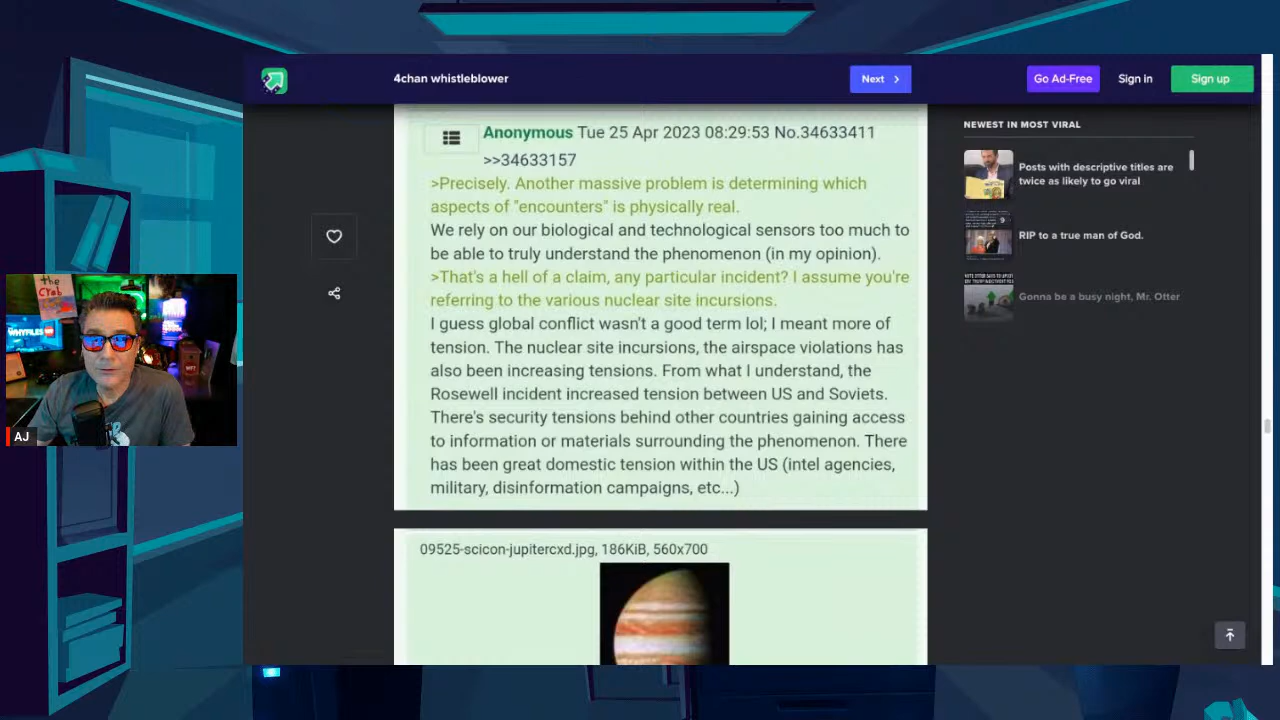 4chan whistleblower
Next
Go Ad-Free
Sign in
Sign up
Anonymous Tue 25 Apr 2023 08:29:53 No.34633411
>>34633157
>Precisely. Another massive problem is determining which
aspects of "encounters" is physically real.
We rely on our biological and technological sensors too much to
be able to truly understand the phenomenon (in my opinion).
>That's a hell of a claim, any particular incident? I assume you're
referring to the various nuclear site incursions.
I guess global conflict wasn't a good term lol; I meant more of
tension. The nuclear site incursions, the airspace violations has
also been increasing tensions. From what I understand, the
Rosewell incident increased tension between US and Soviets.
There's security tensions behind other countries gaining access
to information or materials surrounding the phenomenon. There
has been great domestic tension within the US (intel agencies,
military, disinformation campaigns, etc...)
09525-scicon-jupitercxd.jpg, 186KiB, 560x700
NEWEST IN MOST VIRAL
Posts with descriptive titles are
twice as likely to go viral
RIP to a true man of God.
Gonna be a busy night, Mr. Otter
the
Crab
WHYFILES
AJ